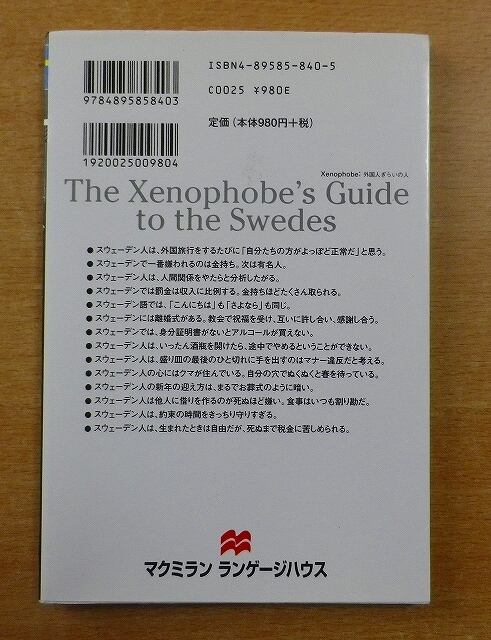 ISBN4-89585-840-5
9784895858403
C0025 ¥980E
定価(本体980円+税)
1920025009804
Xenophobe: 外国人ぎらいの人
The Xenophobe's Guide
to the Swedes
● スウェーデン人は、外国旅行をするたびに「自分たちの方がよっぽど正常だ」と思う。
● スウェーデンで一番嫌われるのは金持ち。次は有名人。
● スウェーデン人は、人間関係をやたらと分析したがる。
● スウェーデンでは罰金は収入に比例する。金持ちほどたくさん取られる。
● スウェーデン語では、「こんにちは」も「さよなら」も同じ。
● スウェーデンには離婚式がある。教会で祝福を受け、互いに許し合い、感謝し合う。
● スウェーデンでは、身分証明書がないとアルコールが買えない。
● スウェーデン人は、いったん酒瓶を開けたら、途中でやめるということができない。
● スウェーデン人は、盛り皿の最後のひと切れに手を出すのはマナー違反だと考える。
● スウェーデン人の心にはクマが住んでいる。自分の穴でぬくぬくと春を待っている。
● スウェーデン人の新年の迎え方は、まるでお葬式のように暗い。
● スウェーデン人は他人に借りを作るのが死ぬほど嫌い。食事はいつも割り勘だ。
● スウェーデン人は、約束の時間をきっちり守りすぎる。
● スウェーデン人は、生まれたときは自由だが、死ぬまで税金に苦しめられる。
マクミラン ランゲージハウス